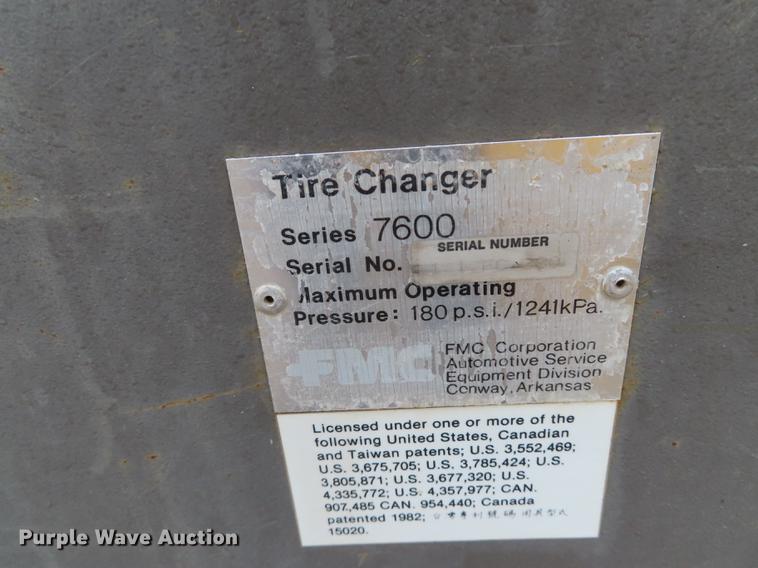 Tire Changer
Series 7600
SERIAL NUMBER
Serial No.
Maximum Operating
Pressure: 180 p.s.i./1241kPa.
FMC
FMC Corporation
Automotive Service
Equipment Division
Conway, Arkansas
Licensed under one or more of the
following United States, Canadian
and Taiwan patents; U.S. 3,552,469;
U.S. 3,675,705; U.S. 3,785,424; U.S.
3,805,871; U.S. 3,677,320; U.S.
4,335,772; U.S. 4,357,977; CAN.
907,485 CAN. 954,440; Canada
patented 1982;
15020.
Purple Wave Auction